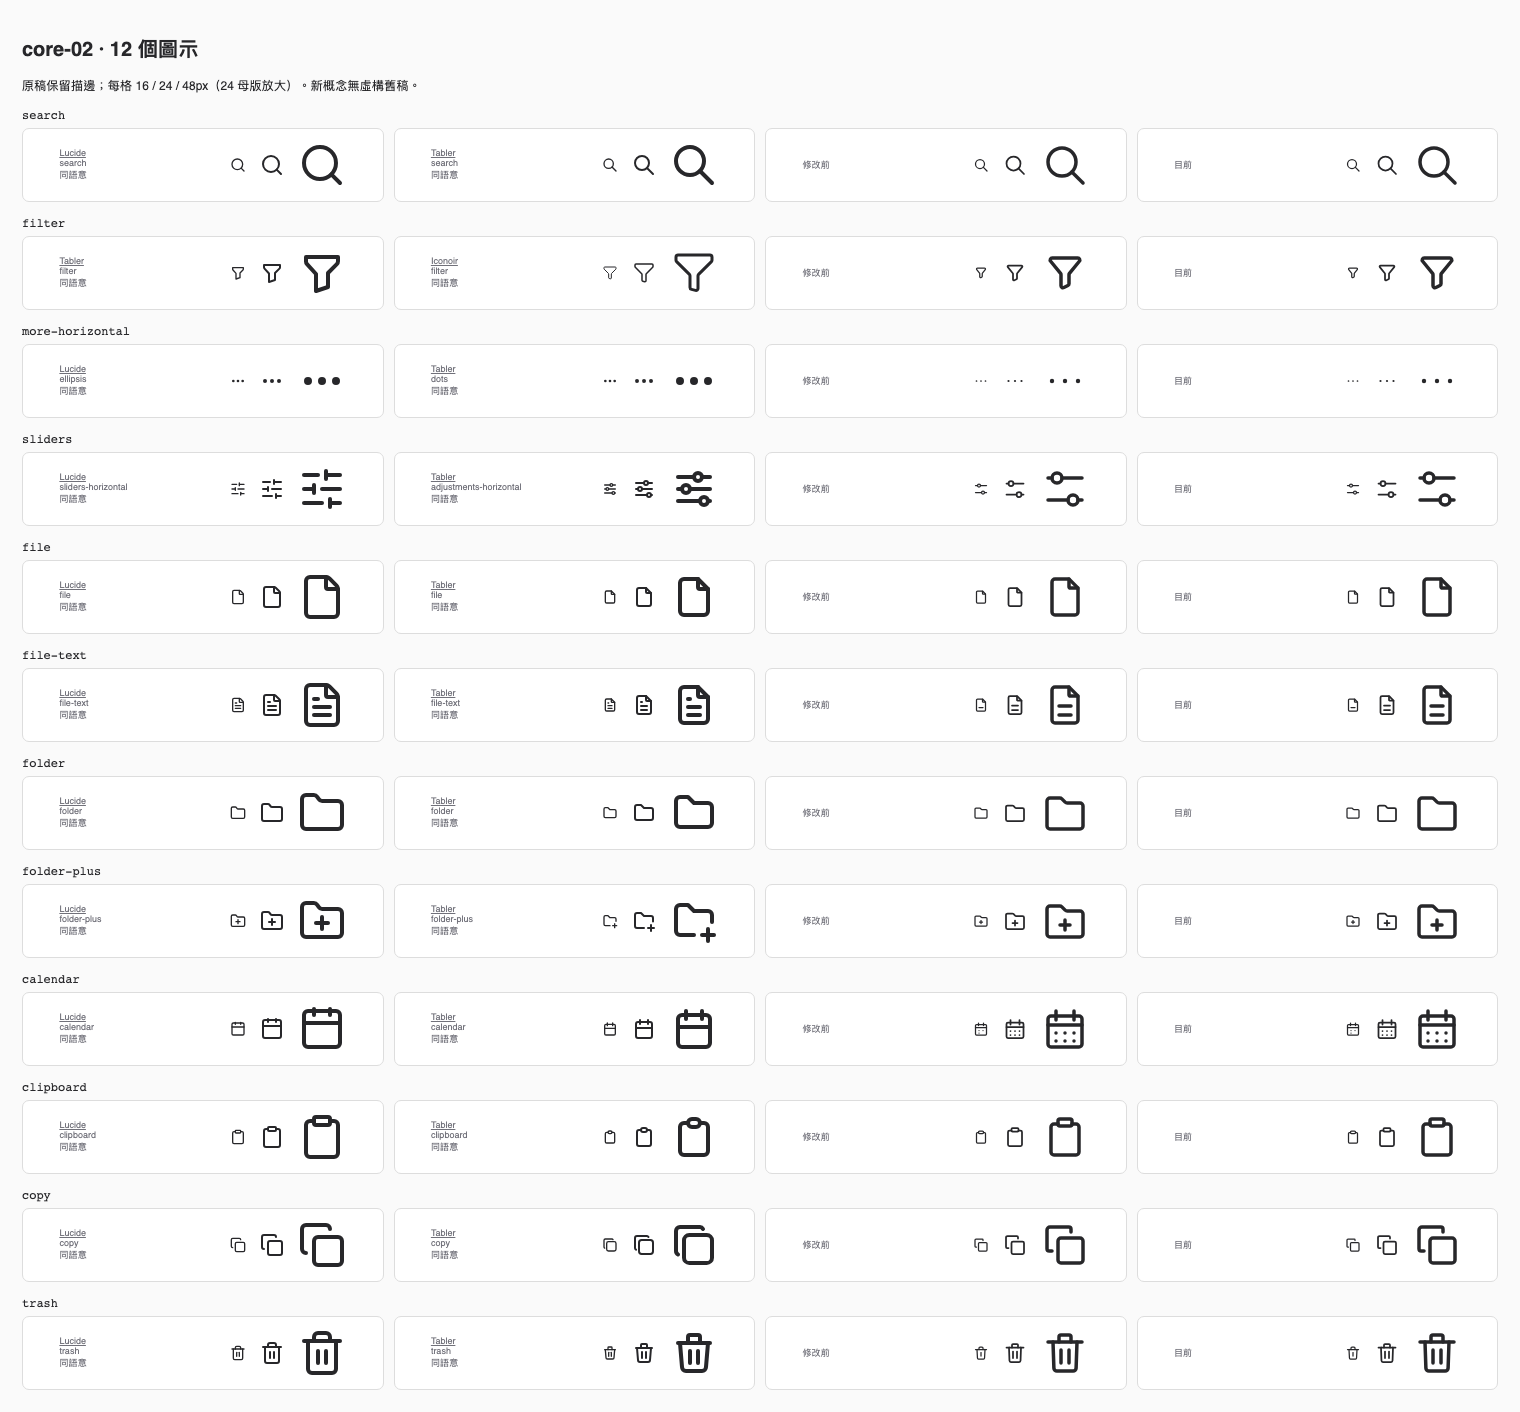 core-02 · 12 個圖示
原稿保留描邊；每格 16 / 24 / 48px（24 母版放大）。新概念無虛構舊稿。
search
Lucide
search
同語意
Tabler
search
同語意
修改前
目前
filter
Tabler
filter
同語意
Iconoir
filter
同語意
修改前
目前
more-horizontal
Lucide
ellipsis
同語意
Tabler
dots
同語意
修改前
目前
sliders
Lucide
sliders-horizontal
同語意
Tabler
adjustments-horizontal
同語意
修改前
目前
file
Lucide
file
同語意
Tabler
file
同語意
修改前
目前
file-text
Lucide
file-text
同語意
Tabler
file-text
同語意
修改前
目前
folder
Lucide
folder
同語意
Tabler
folder
同語意
修改前
目前
folder-plus
Lucide
folder-plus
同語意
Tabler
folder-plus
同語意
修改前
目前
calendar
Lucide
calendar
同語意
Tabler
calendar
同語意
修改前
目前
clipboard
Lucide
clipboard
同語意
Tabler
clipboard
同語意
修改前
目前
copy
Lucide
copy
同語意
Tabler
copy
同語意
修改前
目前
trash
Lucide
trash
同語意
Tabler
trash
同語意
修改前
目前